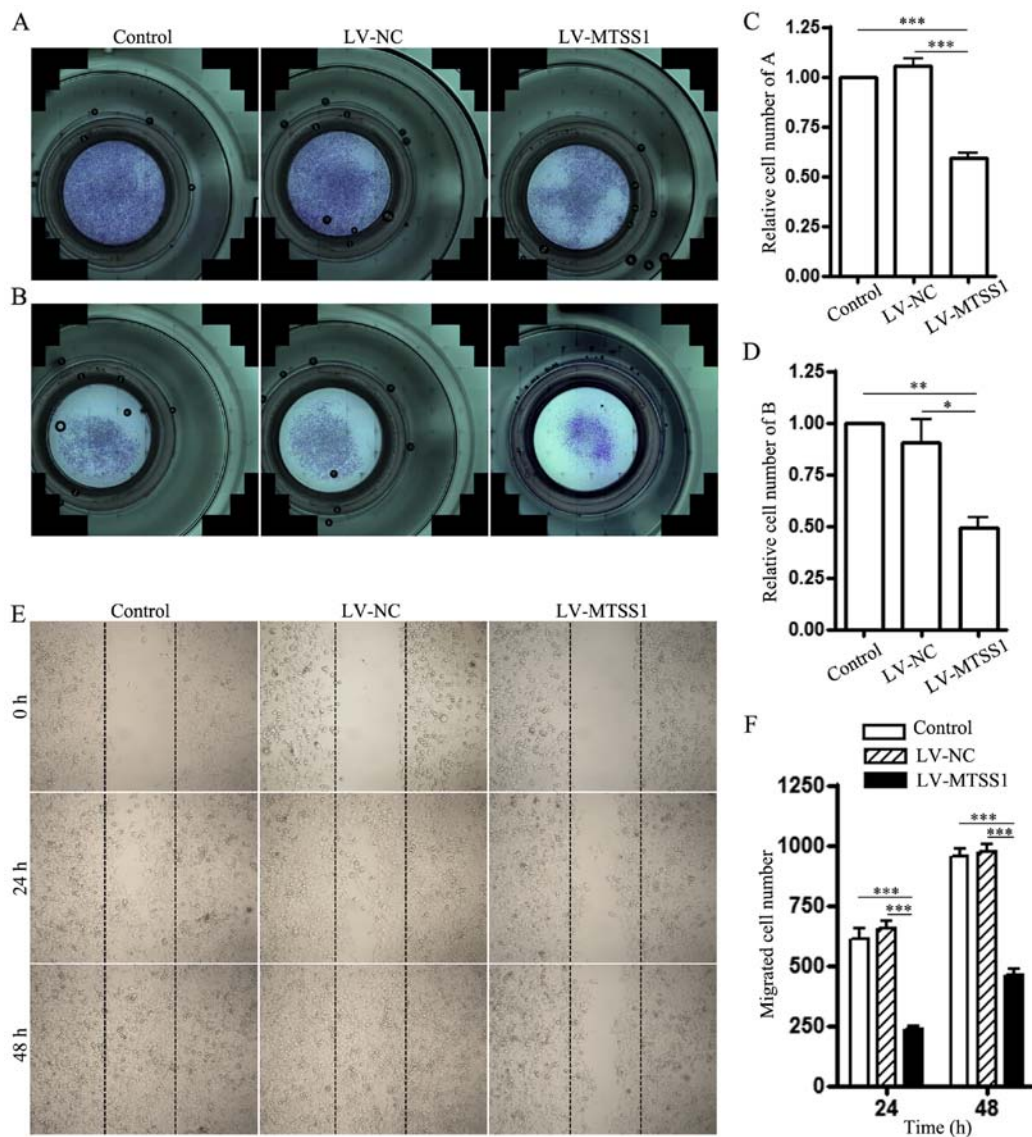 A
Control
LV-NC
LV-MTSS1
B
C
Relative cell number of A
1.25
1.00
0.75
0.50
0.25
0.00
***
***
Control
LV-NC
LV-MTSS1
D
Relative cell number of B
1.25
1.00
0.75
0.50
0.25
0.00
**
*
Control
LV-NC
LV-MTSS1
E
Control
LV-NC
LV-MTSS1
0 h
24 h
48 h
F
Control
LV-NC
LV-MTSS1
Migrated cell number
1250
1000
750
500
250
0
***
***
***
***
24
48
Time (h)